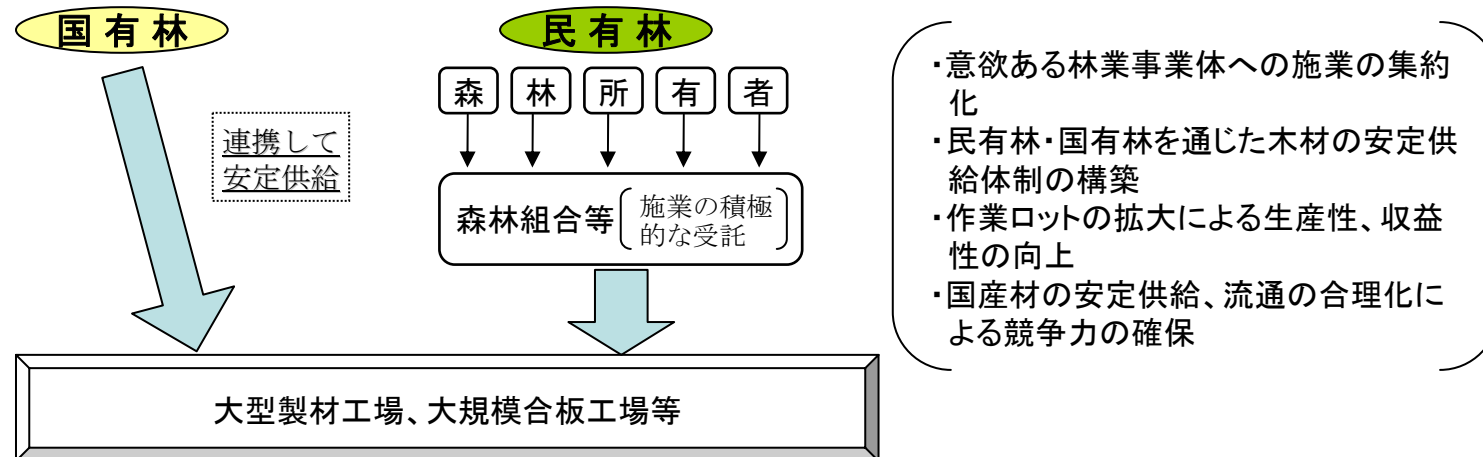 国有林
民有林
森 林 所 有 者
連携して
安定供給
森林組合等
施業の積極
的な受託
大型製材工場、大規模合板工場等
・意欲ある林業事業体への施業の集約
化
・民有林・国有林を通じた木材の安定供
給体制の構築
・作業ロットの拡大による生産性、収益
性の向上
・国産材の安定供給、流通の合理化に
よる競争力の確保